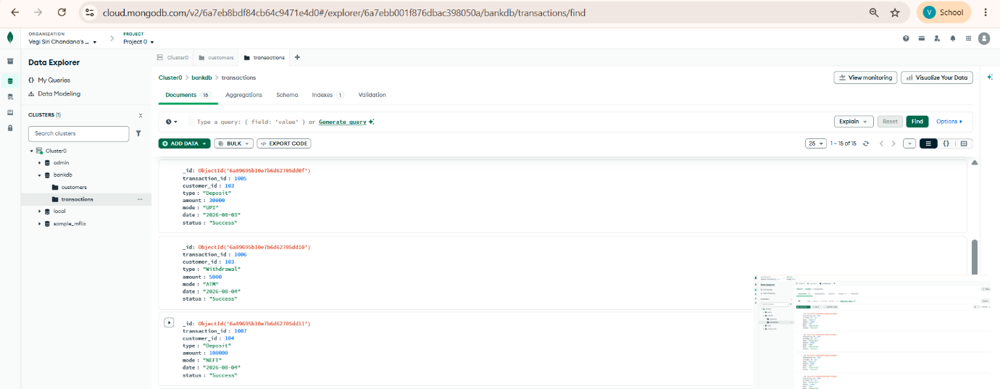 cloud.mongodb.com/v2/6a7eb8bdf84cb64c9471e4d0#/explorer/6a7ebb001f876dbac398050a/bankdb/transactions/find
V School
ORGANIZATION
Vegi Siri Chandana's ...
PROJECT
Project 0
Data Explorer
My Queries
Data Modeling
CLUSTERS (1)
Search clusters
Cluster0
admin
bankdb
customers
transactions ...
local
sample_mflix
Cluster0 customers transactions +
Cluster0 > bankdb > transactions
View monitoring Visualize Your Data
Documents 15 Aggregations Schema Indexes 1 Validation
Type a query: { field: 'value' } or Generate query
Explain Reset Find Options
ADD DATA BULK EXPORT CODE
25 1 – 15 of 15
_id: ObjectId('6a89695b10e7b6d62705dd0f')
transaction_id : 1005
customer_id : 103
type : "Deposit"
amount : 30000
mode : "UPI"
date : "2026-08-03"
status : "Success"
_id: ObjectId('6a89695b10e7b6d62705dd10')
transaction_id : 1006
customer_id : 103
type : "Withdrawal"
amount : 5000
mode : "ATM"
date : "2026-08-04"
status : "Success"
_id: ObjectId('6a89695b10e7b6d62705dd11')
transaction_id : 1007
customer_id : 104
type : "Deposit"
amount : 100000
mode : "NEFT"
date : "2026-08-04"
status : "Success"